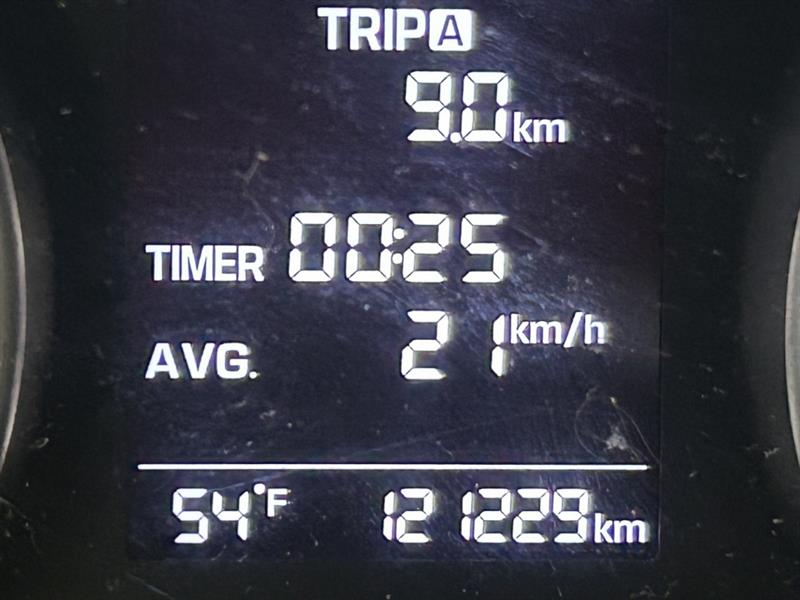 TRIP A
9.0 km
TIMER 00:25
AVG. 21 km/h
54°F 121229 km